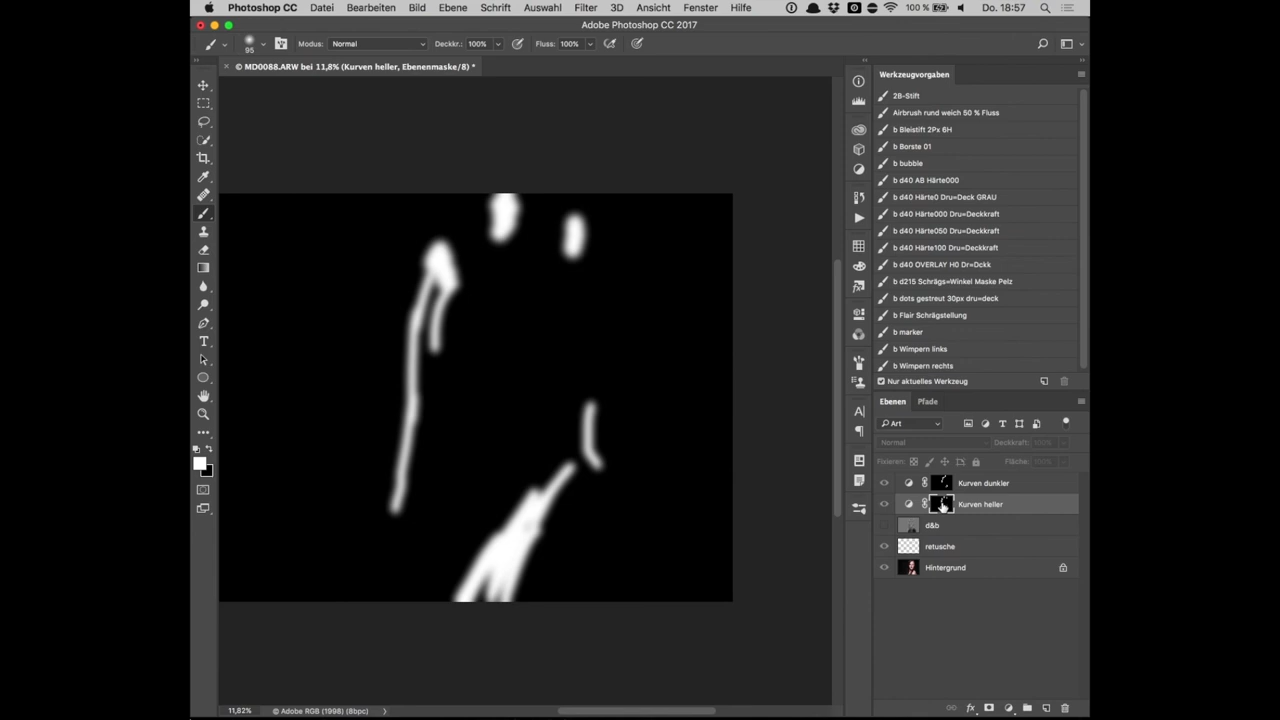 Photoshop CC Datei Bearbeiten Bild Ebene Schrift Auswahl Filter 3D Ansicht Fenster Hilfe 100 % Do. 18:57
Adobe Photoshop CC 2017
95 Modus: Normal Deckkr.: 100% Fluss: 100%
× © MD0088.ARW bei 11,8% (Kurven heller, Ebenenmaske/8) *
Werkzeugvorgaben
2B-Stift
Airbrush rund weich 50 % Fluss
b Bleistift 2Px 6H
b Borste 01
b bubble
b d40 AB Härte000
b d40 Härte0 Dru=Deck GRAU
b d40 Härte000 Dru=Deckkraft
b d40 Härte050 Dru=Deckkraft
b d40 Härte100 Dru=Deckkraft
b d40 OVERLAY H0 Dr=Dckk
b d215 Schrägs=Winkel Maske Pelz
b dots gestreut 30px dru=deck
b Flair Schrägstellung
b marker
b Wimpern links
b Wimpern rechts
Nur aktuelles Werkzeug
Ebenen Pfade
Art
Normal Deckkraft: 100%
Fixieren: Fläche: 100%
Kurven dunkler
Kurven heller
d&b
retusche
Hintergrund
11,82% © Adobe RGB (1998) (8bpc)